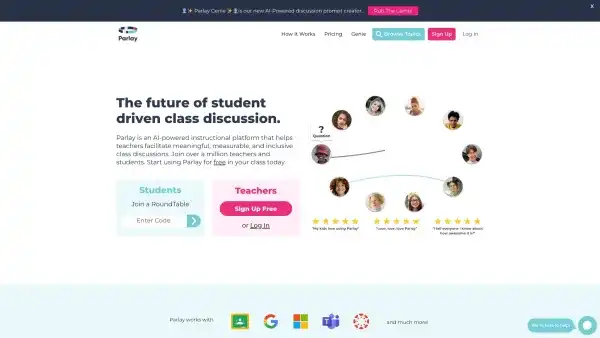 Parlay Genie is our new AI-Powered discussion prompt creator.
Rub The Lamp
x
Parlay
How It Works
Pricing
Genie
Browse Topics
Sign Up
Log In
The future of student
driven class discussion.
Parlay is an AI-powered instructional platform that helps
teachers facilitate meaningful, measurable, and inclusive
class discussions. Join over a million teachers and
students. Start using Parlay for free in your class today.
?
Question
Students
Join a RoundTable
Enter Code
Teachers
Sign Up Free
or Log In
"My kids love using Parlay"
"Love, love, love Parlay"
"I tell everyone I know about
how awesome it is"
Parlay works with
and much more!